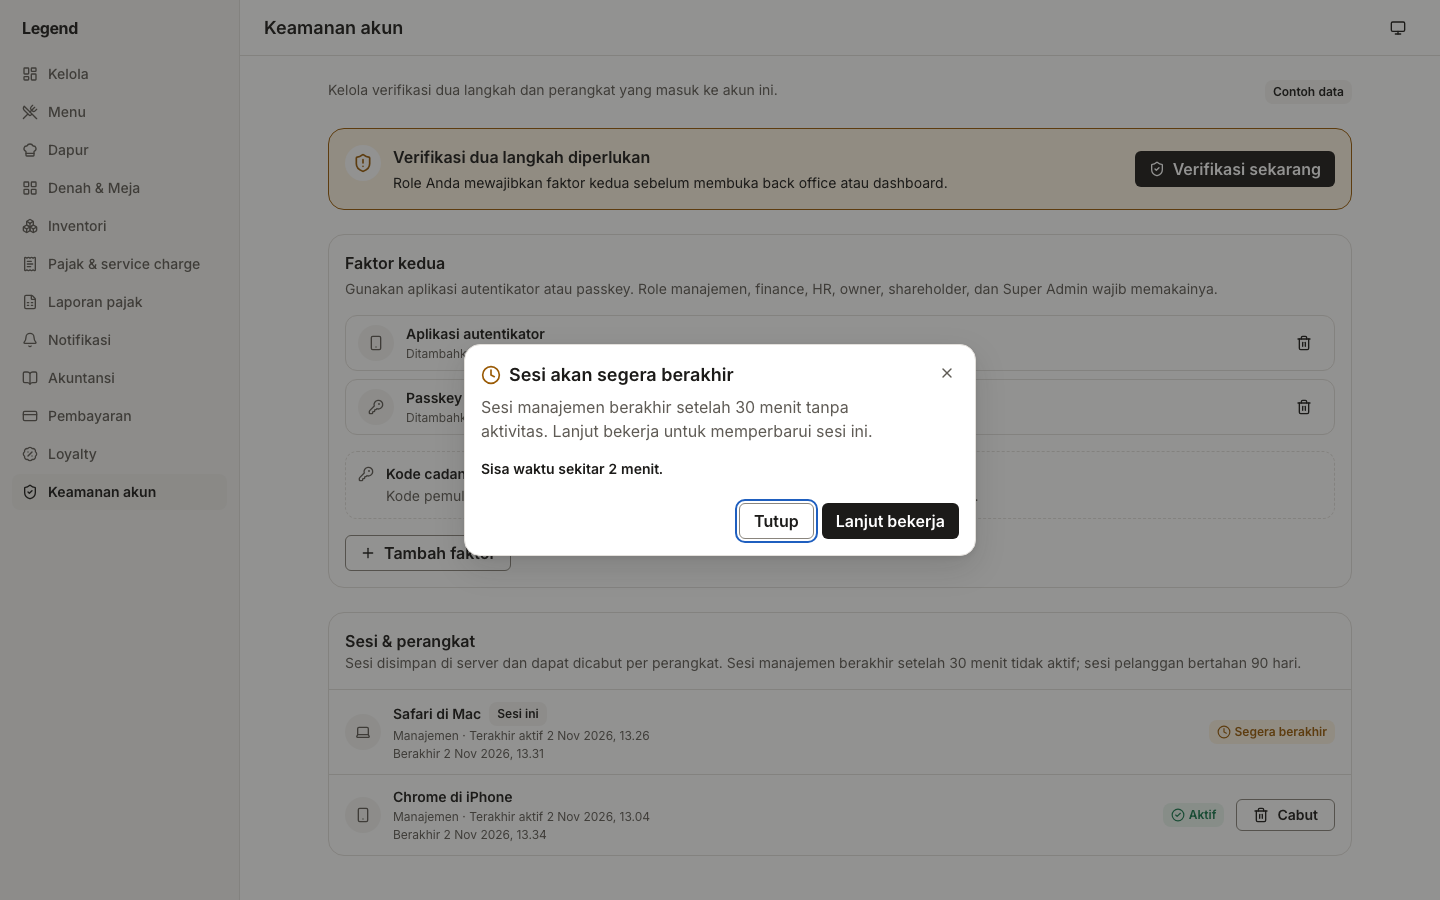 Legend
Keamanan akun
Kelola
Menu
Dapur
Denah & Meja
Inventori
Pajak & service charge
Laporan pajak
Notifikasi
Akuntansi
Pembayaran
Loyalty
Keamanan akun
Kelola verifikasi dua langkah dan perangkat yang masuk ke akun ini.
Contoh data
Verifikasi dua langkah diperlukan
Role Anda mewajibkan faktor kedua sebelum membuka back office atau dashboard.
Verifikasi sekarang
Faktor kedua
Gunakan aplikasi autentikator atau passkey. Role manajemen, finance, HR, owner, shareholder, dan Super Admin wajib memakainya.
Aplikasi autentikator
Passkey
Tambah faktor
Sesi akan segera berakhir
Sesi manajemen berakhir setelah 30 menit tanpa
aktivitas. Lanjut bekerja untuk memperbarui sesi ini.
Sisa waktu sekitar 2 menit.
Tutup
Lanjut bekerja
Sesi & perangkat
Sesi disimpan di server dan dapat dicabut per perangkat. Sesi manajemen berakhir setelah 30 menit tidak aktif; sesi pelanggan bertahan 90 hari.
Safari di Mac
Sesi ini
Manajemen · Terakhir aktif 2 Nov 2026, 13.26
Berakhir 2 Nov 2026, 13.31
Segera berakhir
Chrome di iPhone
Manajemen · Terakhir aktif 2 Nov 2026, 13.04
Berakhir 2 Nov 2026, 13.34
Aktif
Cabut